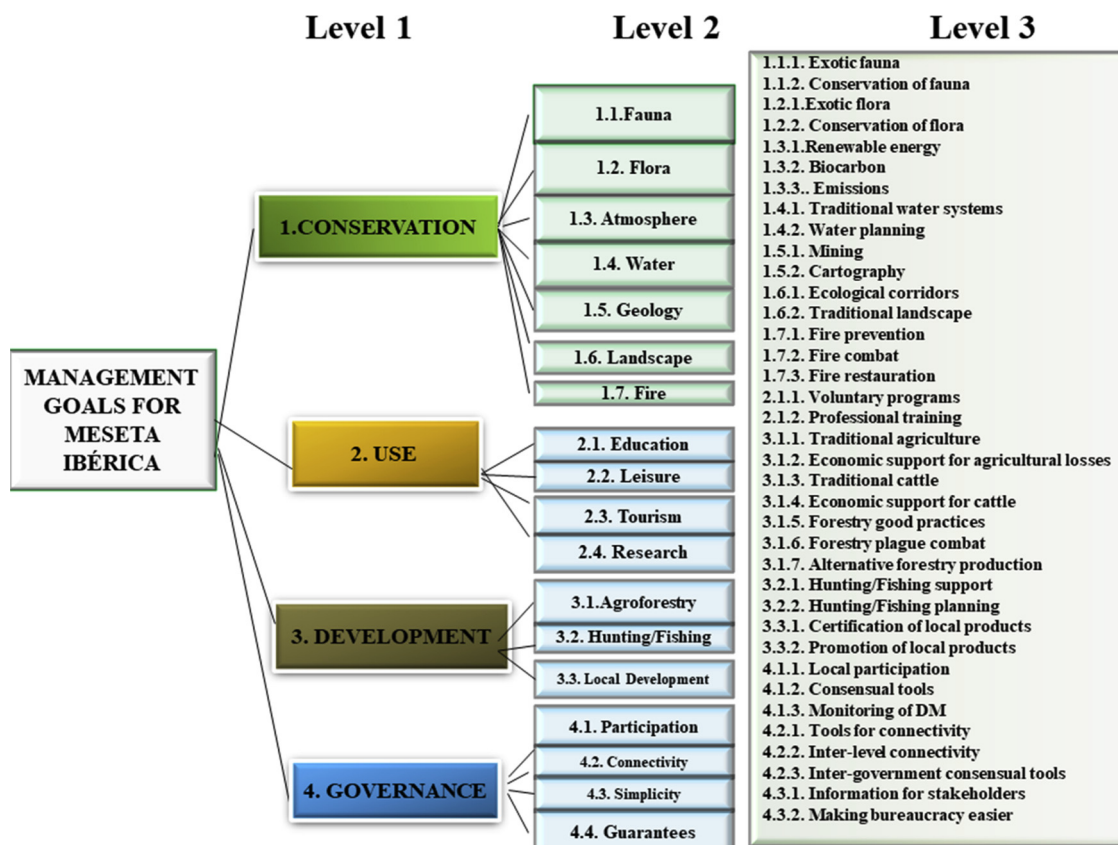 Level 1
Level 2
Level 3
MANAGEMENT
GOALS FOR
MESETA
IBÉRICA
1.CONSERVATION
2. USE
3. DEVELOPMENT
4. GOVERNANCE
1.1.Fauna
1.2. Flora
1.3. Atmosphere
1.4. Water
1.5. Geology
1.6. Landscape
1.7. Fire
2.1. Education
2.2. Leisure
2.3. Tourism
2.4. Research
3.1.Agroforestry
3.2. Hunting/Fishing
3.3. Local Development
4.1. Participation
4.2. Connectivity
4.3. Simplicity
4.4. Guarantees
1.1.1. Exotic fauna
1.1.2. Conservation of fauna
1.2.1.Exotic flora
1.2.2. Conservation of flora
1.3.1.Renewable energy
1.3.2. Biocarbon
1.3.3.. Emissions
1.4.1. Traditional water systems
1.4.2. Water planning
1.5.1. Mining
1.5.2. Cartography
1.6.1. Ecological corridors
1.6.2. Traditional landscape
1.7.1. Fire prevention
1.7.2. Fire combat
1.7.3. Fire restauration
2.1.1. Voluntary programs
2.1.2. Professional training
3.1.1. Traditional agriculture
3.1.2. Economic support for agricultural losses
3.1.3. Traditional cattle
3.1.4. Economic support for cattle
3.1.5. Forestry good practices
3.1.6. Forestry plague combat
3.1.7. Alternative forestry production
3.2.1. Hunting/Fishing support
3.2.2. Hunting/Fishing planning
3.3.1. Certification of local products
3.3.2. Promotion of local products
4.1.1. Local participation
4.1.2. Consensual tools
4.1.3. Monitoring of DM
4.2.1. Tools for connectivity
4.2.2. Inter-level connectivity
4.2.3. Inter-government consensual tools
4.3.1. Information for stakeholders
4.3.2. Making bureaucracy easier